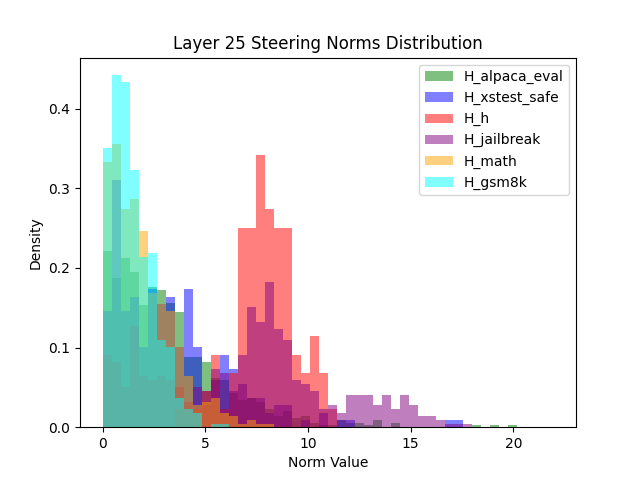 Layer 25 Steering Norms Distribution
H_alpaca_eval
H_xstest_safe
H_h
H_jailbreak
H_math
H_gsm8k
Density
0.4
0.3
0.2
0.1
0.0
0 5 10 15 20
Norm Value